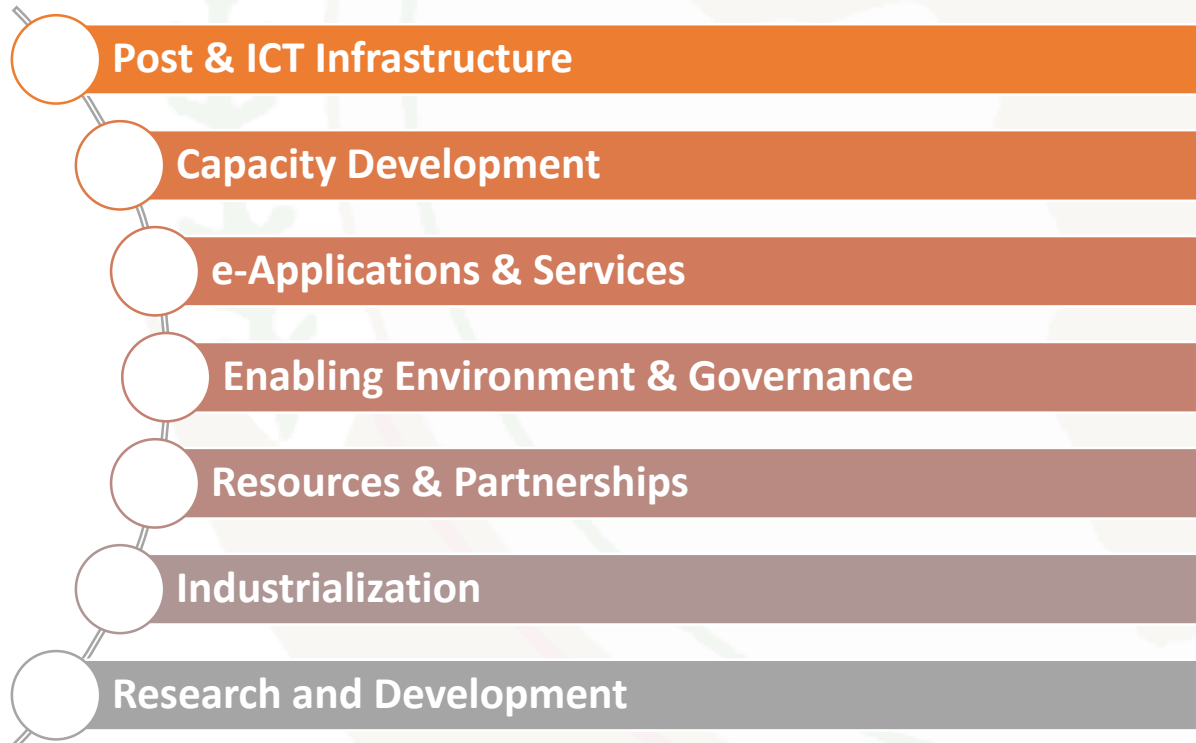 Post & ICT Infrastructure
Capacity Development
e-Applications & Services
Enabling Environment & Governance
Resources & Partnerships
Industrialization
Research and Development